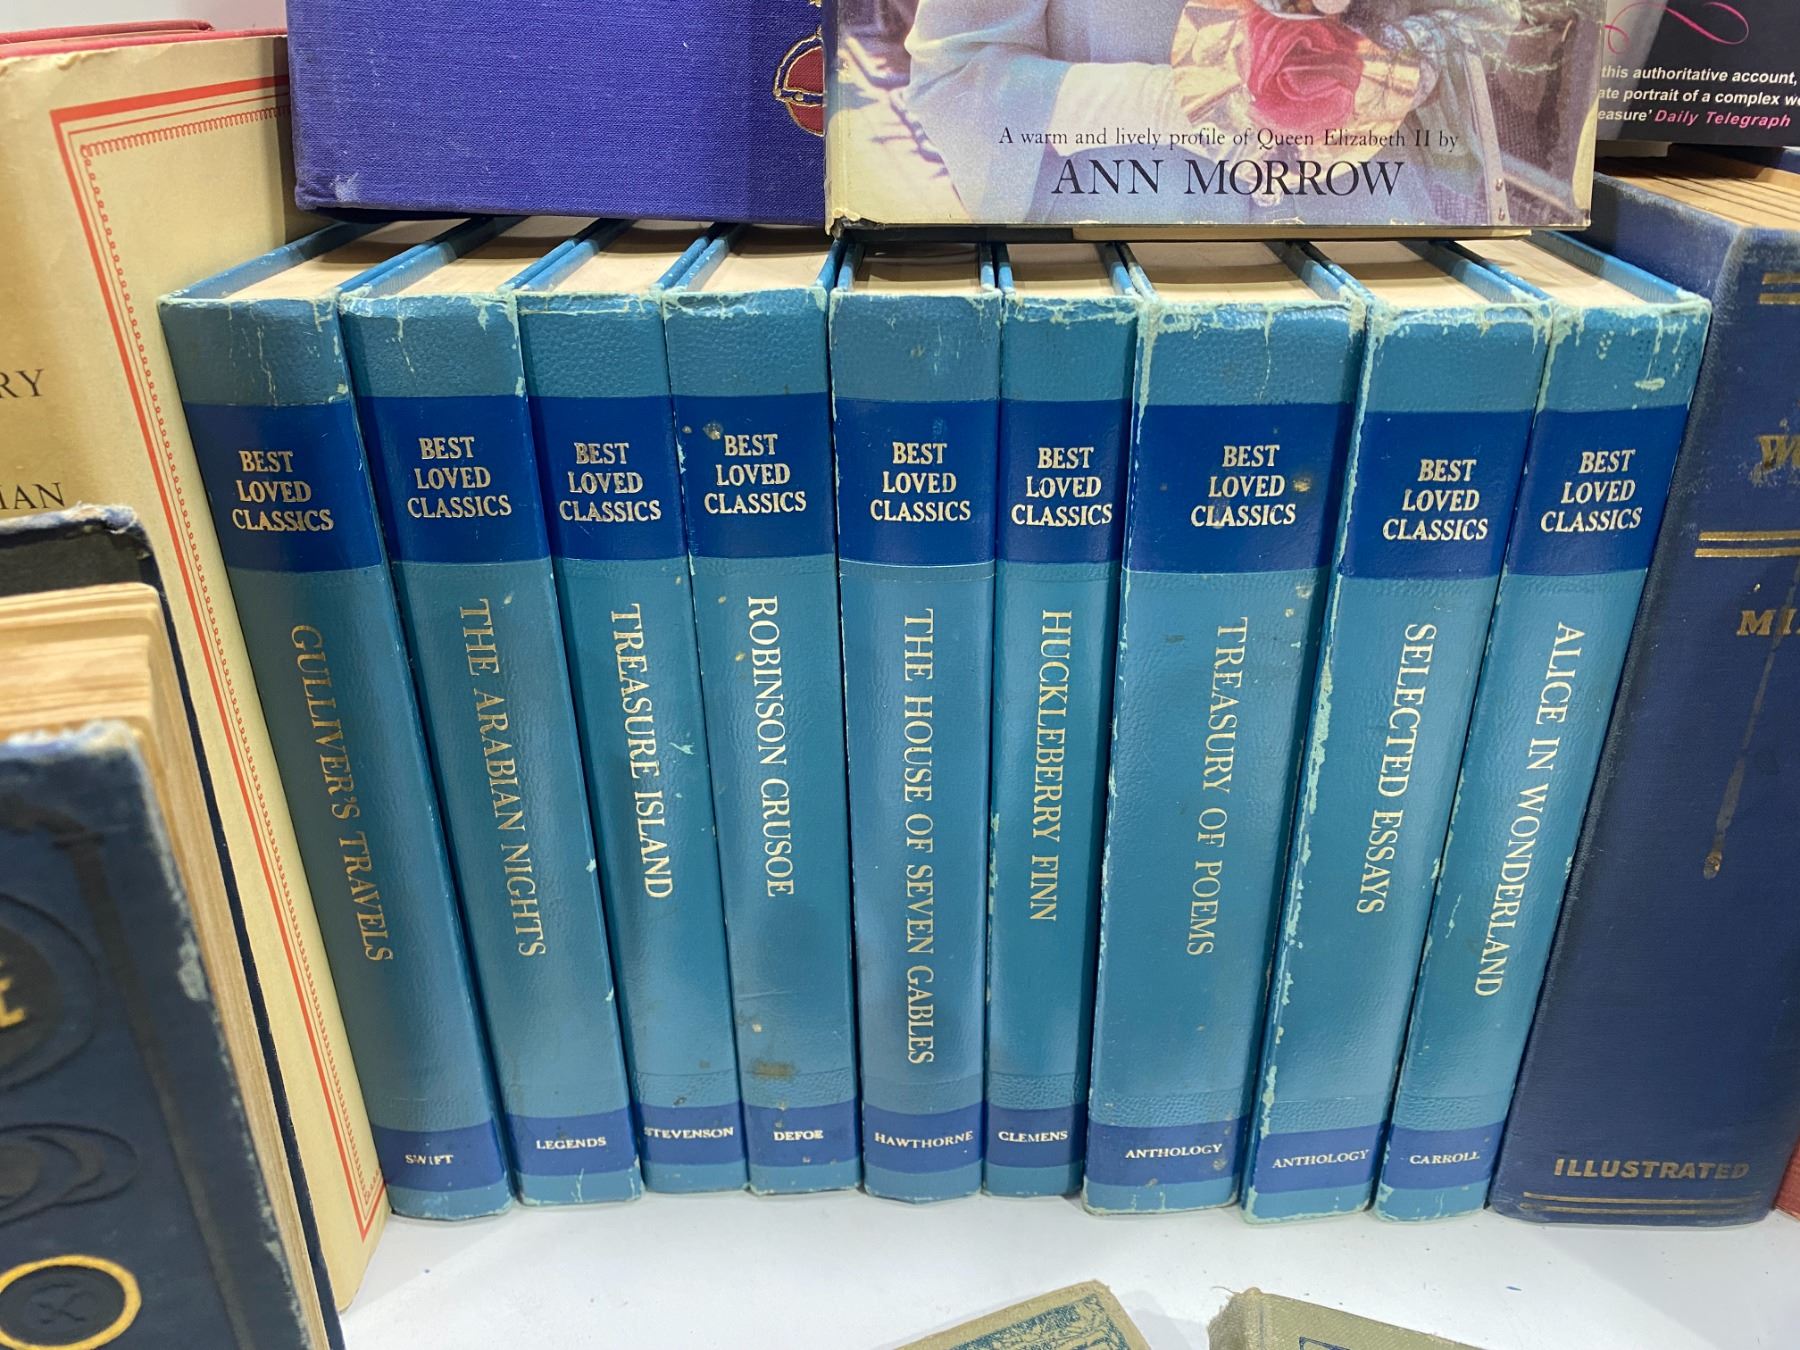 A warm and lively profile of Queen Elizabeth II by
ANN MORROW
this authoritative account,
portrait of a complex
Daily Telegraph
BEST
LOVED
CLASSICS
GULLIVER'S TRAVELS
SWIFT
BEST
LOVED
CLASSICS
THE ARABIAN NIGHTS
LEGENDS
BEST
LOVED
CLASSICS
TREASURE ISLAND
STEVENSON
BEST
LOVED
CLASSICS
ROBINSON CRUSOE
DEFOE
BEST
LOVED
CLASSICS
THE HOUSE OF SEVEN GABLES
HAWTHORNE
BEST
LOVED
CLASSICS
HUCKLEBERRY FINN
CLEMENS
BEST
LOVED
CLASSICS
TREASURY OF POEMS
ANTHOLOGY
BEST
LOVED
CLASSICS
SELECTED ESSAYS
ANTHOLOGY
BEST
LOVED
CLASSICS
ALICE IN WONDERLAND
CARROLL
ILLUSTRATED